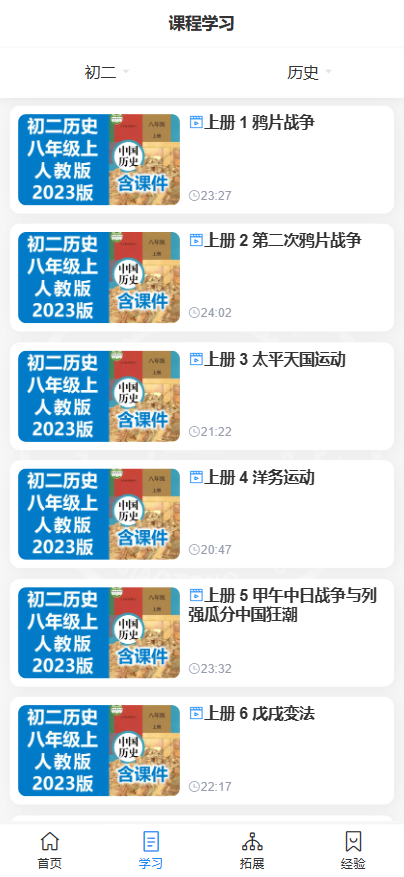 课程学习
初二
历史
初二历史
八年级上
人教版
2023版
八年级
上册
中国
历史
含课件
上册 1 鸦片战争
23:27
初二历史
八年级上
人教版
2023版
八年级
上册
中国
历史
含课件
上册 2 第二次鸦片战争
24:02
初二历史
八年级上
人教版
2023版
八年级
上册
中国
历史
含课件
上册 3 太平天国运动
21:22
初二历史
八年级上
人教版
2023版
八年级
上册
中国
历史
含课件
上册 4 洋务运动
20:47
初二历史
八年级上
人教版
2023版
八年级
上册
中国
历史
含课件
上册 5 甲午中日战争与列
强瓜分中国狂潮
23:32
初二历史
八年级上
人教版
2023版
八年级
上册
中国
历史
含课件
上册 6 戊戌变法
22:17
首页
学习
拓展
经验